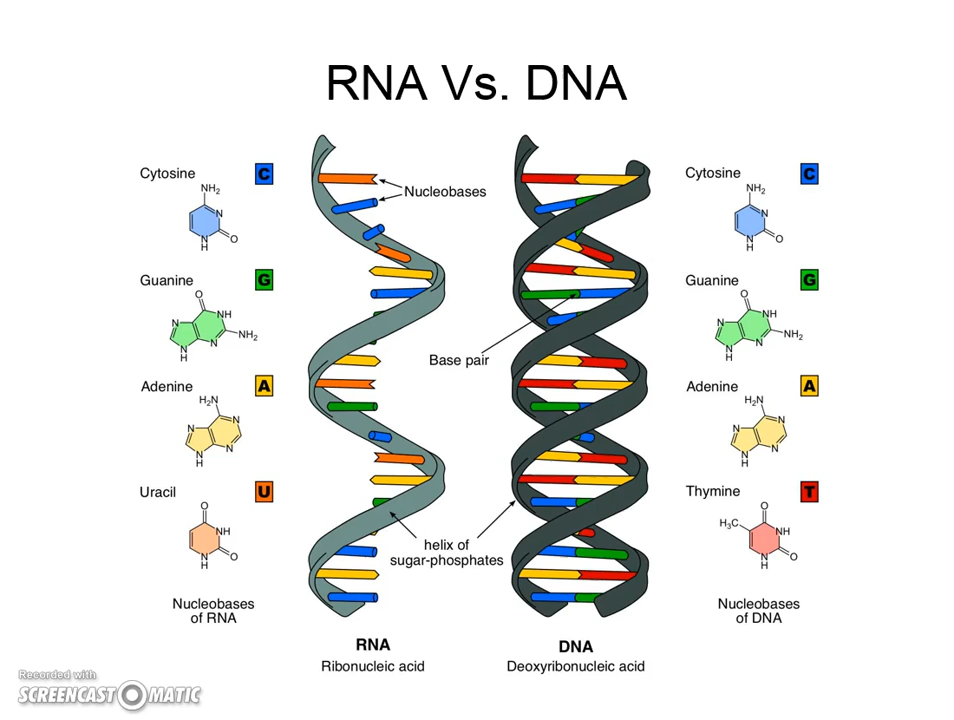 RNA Vs. DNA
Cytosine
C
NH₂
N
N
H
O
Guanine
G
O
N
NH
N
H
N
NH₂
Adenine
A
H₂N
N
N
N
H
N
Uracil
U
O
NH
N
H
O
Nucleobases
of RNA
Nucleobases
Base pair
helix of
sugar-phosphates
RNA
Ribonucleic acid
DNA
Deoxyribonucleic acid
Cytosine
C
NH₂
N
N
H
O
Guanine
G
O
N
NH
N
H
N
NH₂
Adenine
A
H₂N
N
N
N
H
N
Thymine
T
O
H₃C
NH
N
H
O
Nucleobases
of DNA
Recorded with
SCREENCAST MATIC